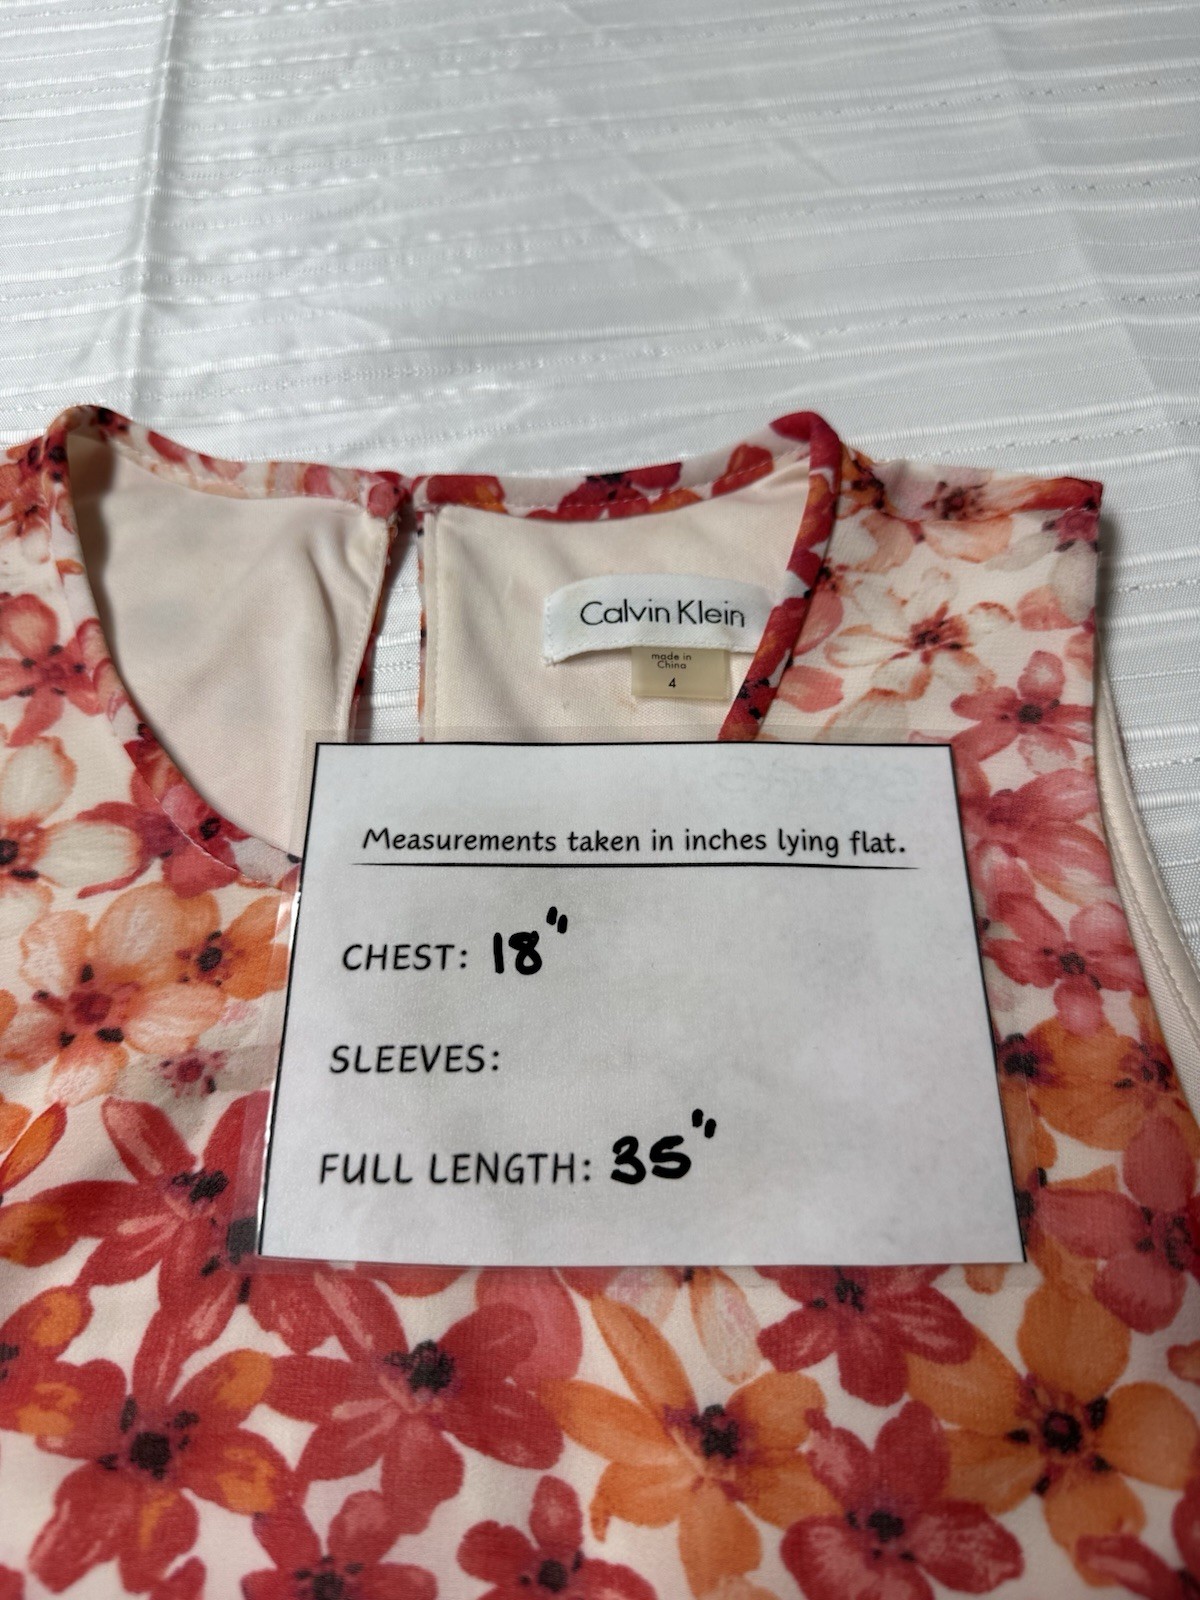 Calvin Klein
made in
China
4
Measurements taken in inches lying flat.
CHEST: 18"
SLEEVES:
FULL LENGTH: 35"